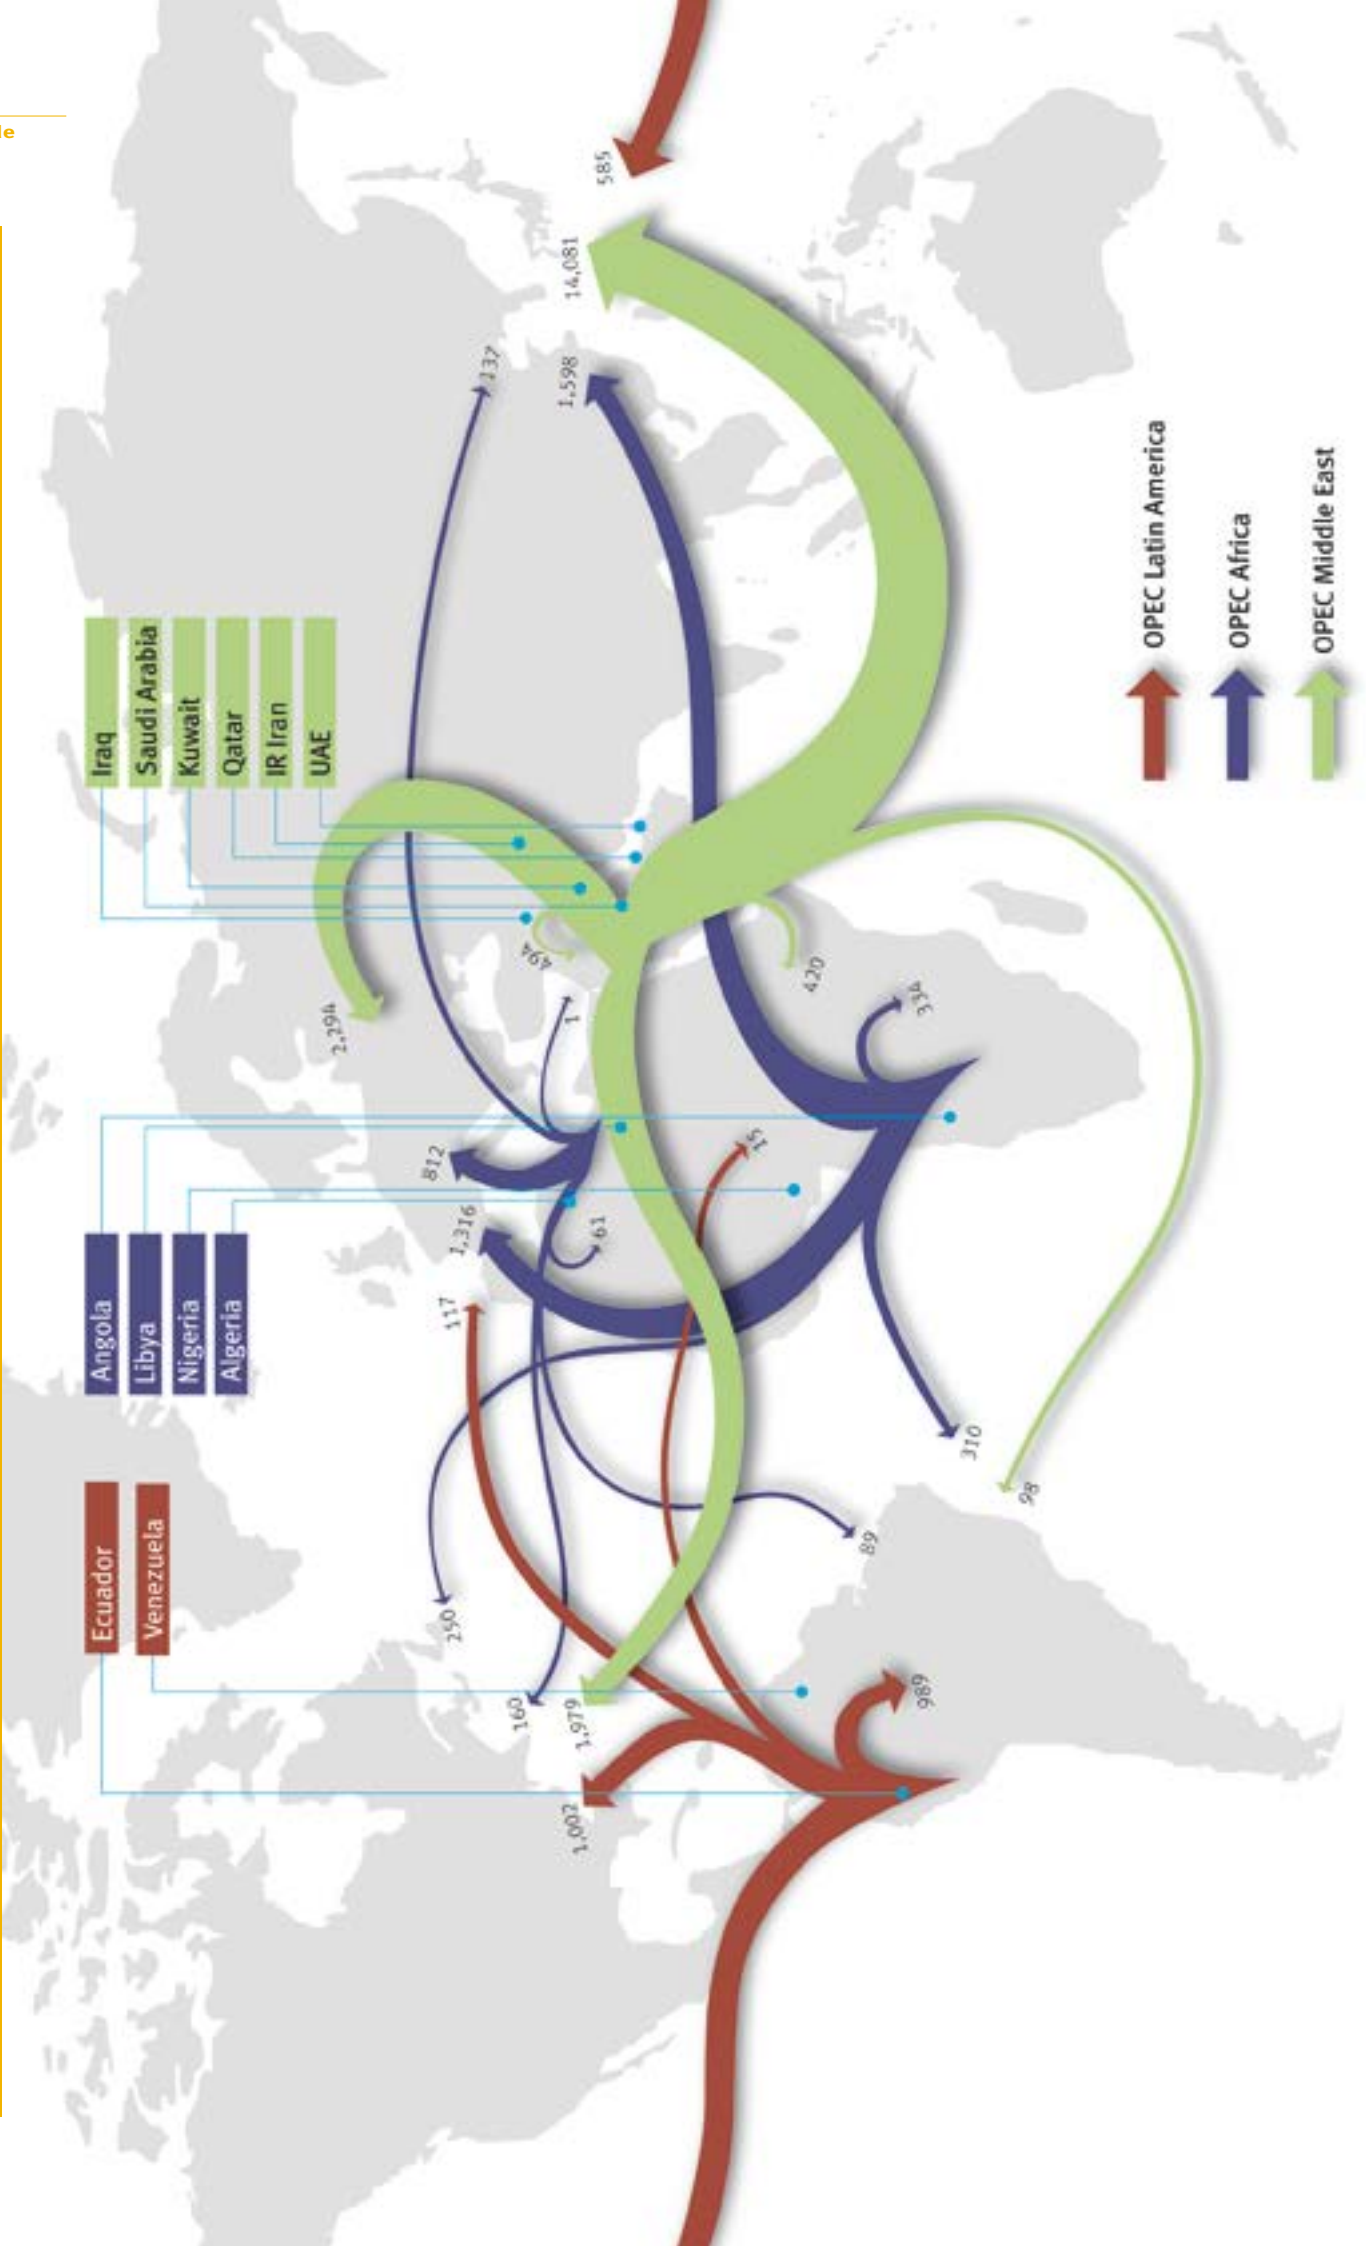 le
Ecuador
Venezuela
Angola
Libya
Nigeria
Algeria
Iraq
Saudi Arabia
Kuwait
Qatar
IR Iran
UAE
1,002
1,979
160
250
117
1,316
812
2,294
494
1
61
15
137
1,598
14,081
585
420
334
310
98
89
989
OPEC Latin America
OPEC Africa
OPEC Middle East